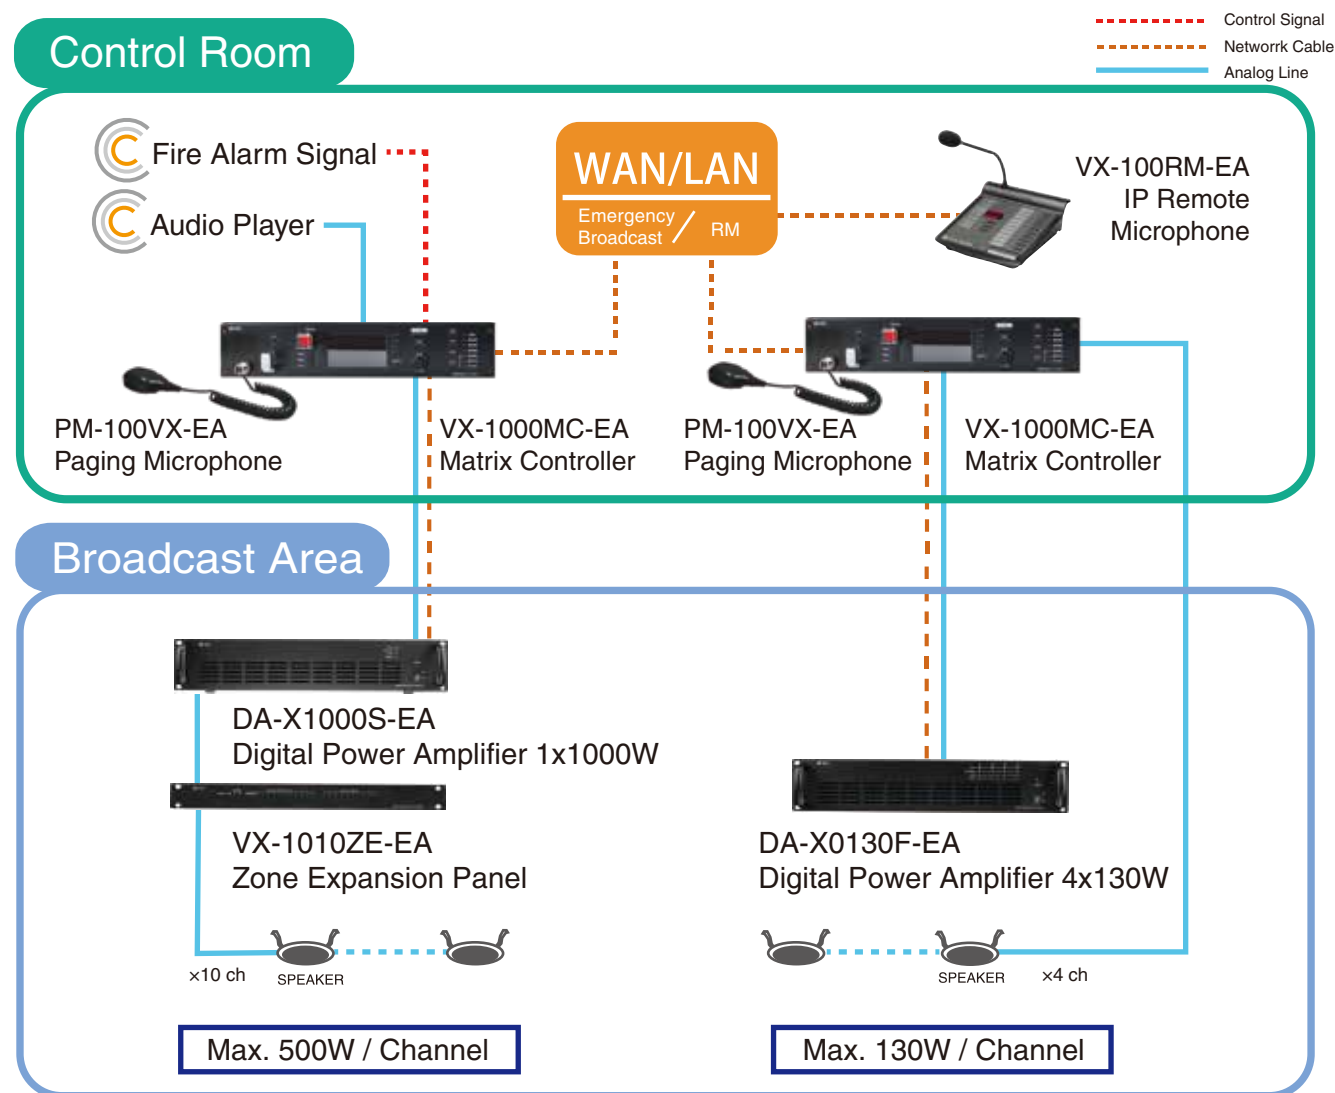 Control Signal
Networrk Cable
Analog Line
Control Room
Fire Alarm Signal
Audio Player
WAN/LAN
Emergency
Broadcast / RM
VX-100RM-EA
IP Remote
Microphone
PM-100VX-EA
Paging Microphone
VX-1000MC-EA
Matrix Controller
PM-100VX-EA
Paging Microphone
VX-1000MC-EA
Matrix Controller
Broadcast Area
DA-X1000S-EA
Digital Power Amplifier 1x1000W
VX-1010ZE-EA
Zone Expansion Panel
×10 ch
SPEAKER
Max. 500W / Channel
DA-X0130F-EA
Digital Power Amplifier 4x130W
SPEAKER
×4 ch
Max. 130W / Channel